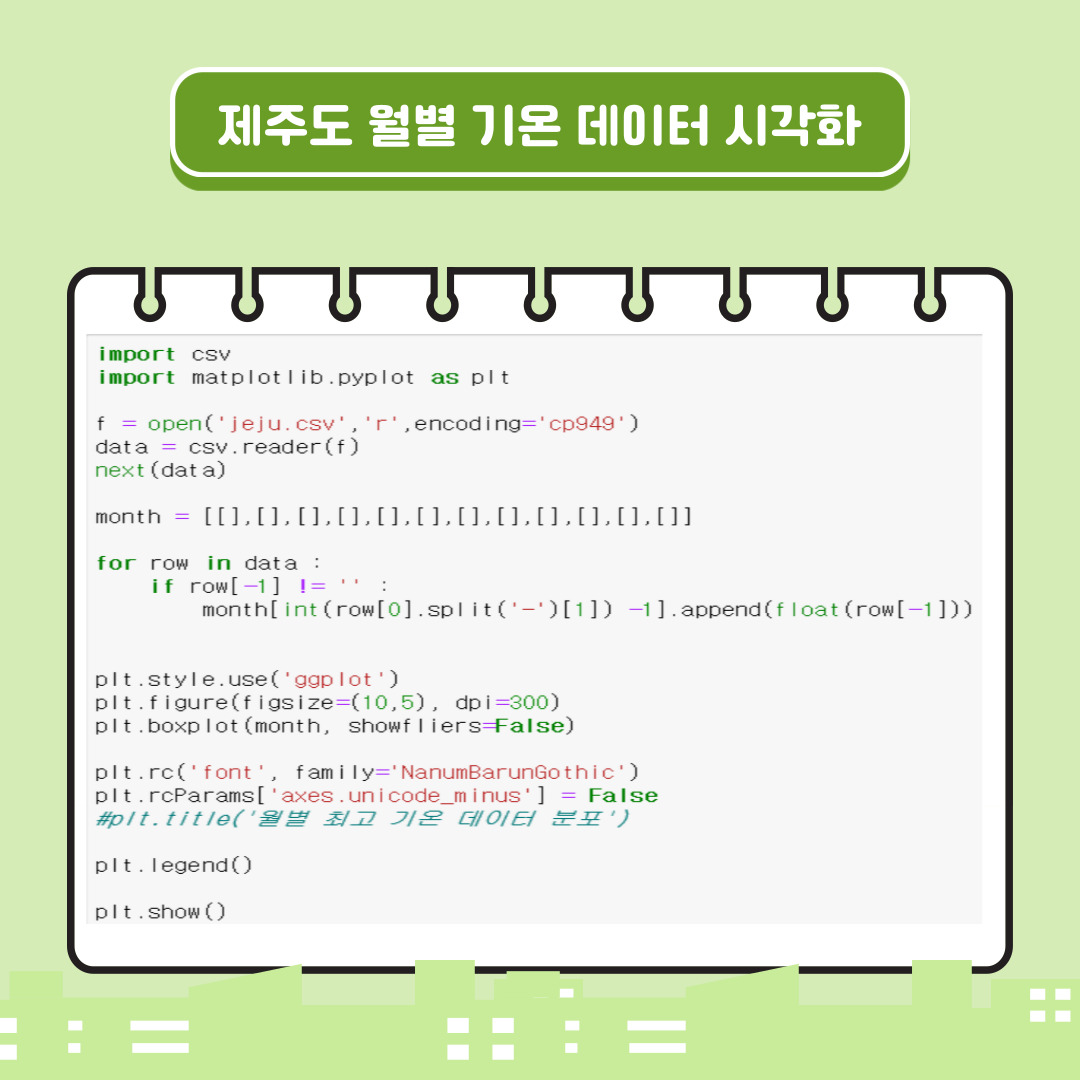 제주도 월별 기온 데이터 시각화
import csv
import matplotlib.pyplot as plt
f = open('jeju.csv','r',encoding='cp949')
data = csv.reader(f)
next(data)
month = [[],[],[],[],[],[],[],[],[],[],[],[]]
for row in data :
    if row[-1] != '' :
        month[int(row[0].split('-')[1]) -1].append(float(row[-1]))
plt.style.use('ggplot')
plt.figure(figsize=(10,5), dpi=300)
plt.boxplot(month, showfliers=False)
plt.rc('font', family='NanumBarunGothic')
plt.rcParams['axes.unicode_minus'] = False
#plt.title('월별 최고 기온 데이터 분포')
plt.legend()
plt.show()